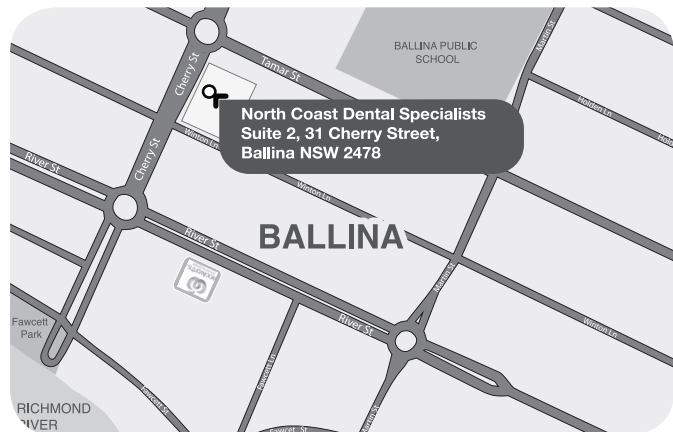 BALLINA PUBLIC
SCHOOL
Martin St
Cherry St
Tamar St
Holden Ln
North Coast Dental Specialists
Suite 2, 31 Cherry Street,
Ballina NSW 2478
Winton Ln
River St
Cherry St
Winton Ln
River St
BALLINA
Martin St
River St
Winton Ln
Fawcett
Park
Fawcett Ln
Fawcett St
Fawcett St
Martin St
RICHMOND
RIVER